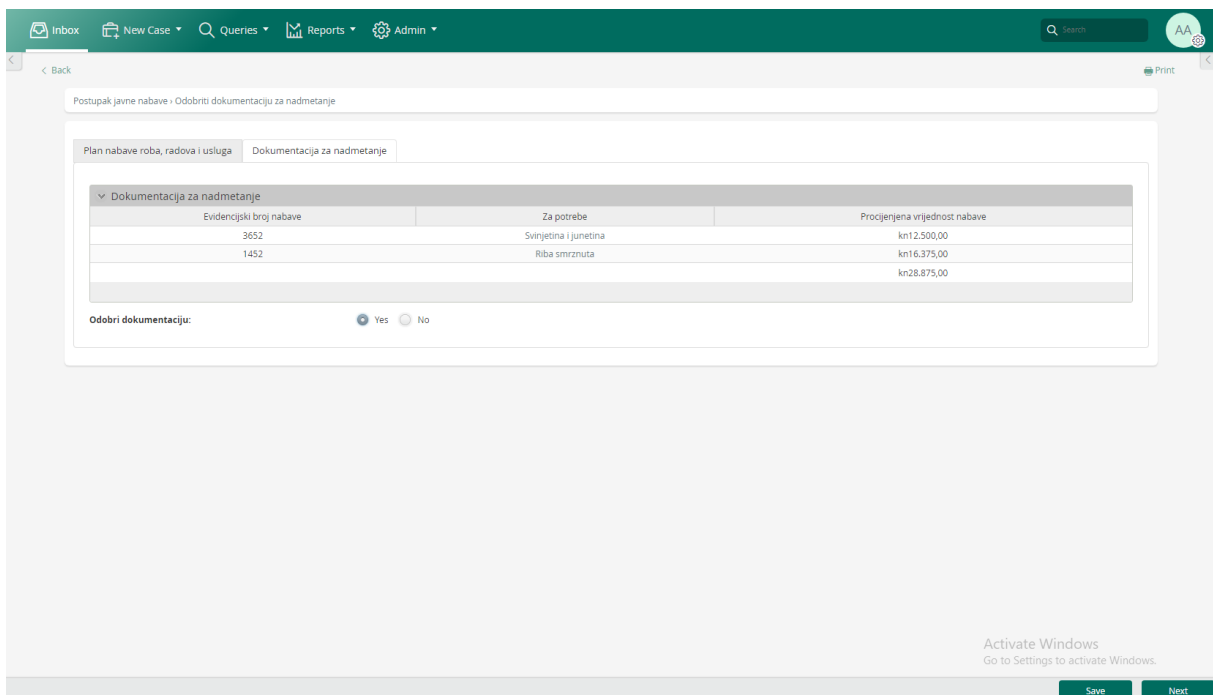 Inbox New Case Queries Reports Admin Search AA
< Back Print
Postupak javne nabave › Odobriti dokumentaciju za nadmetanje
Plan nabave roba, radova i usluga Dokumentacija za nadmetanje
Dokumentacija za nadmetanje
Evidencijski broj nabave Za potrebe Procijenjena vrijednost nabave
3652 Svinjetina i junetina kn12.500,00
1452 Riba smrznuta kn16.375,00
kn28.875,00
Odobri dokumentaciju: Yes No
Activate Windows
Go to Settings to activate Windows.
Save Next